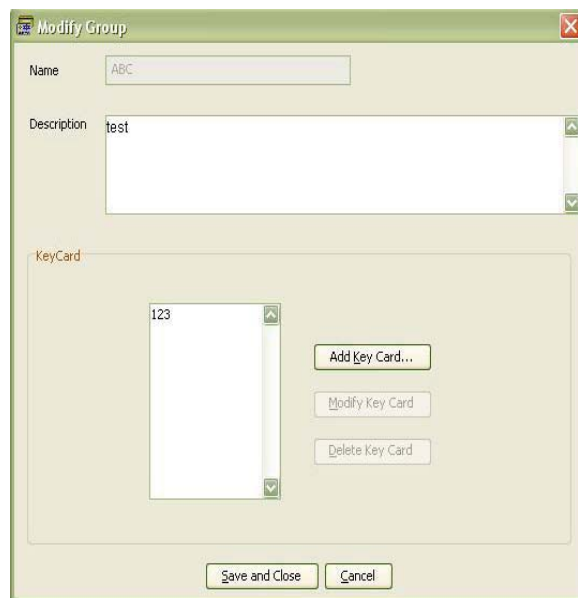 Modify Group
Name
ABC
Description
test
KeyCard
123
Add Key Card...
Modify Key Card
Delete Key Card
Save and Close
Cancel